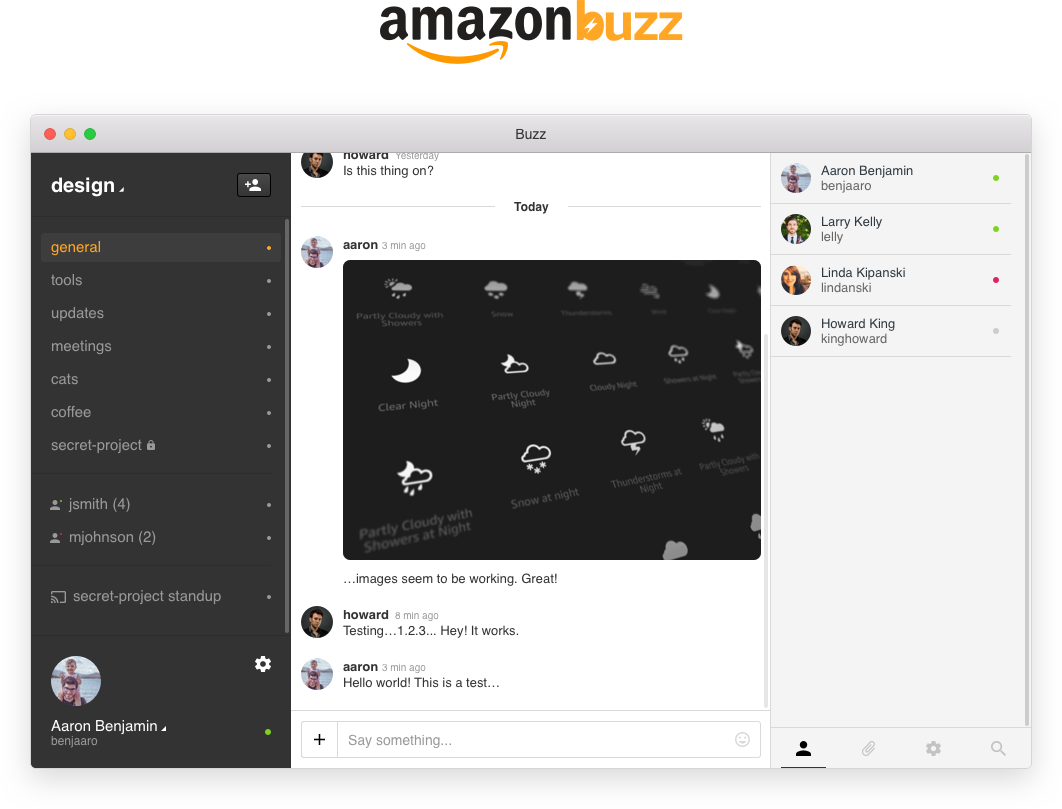 amazonbuzz
Buzz
design
general
tools
updates
meetings
cats
coffee
secret-project
jsmith (4)
mjohnson (2)
secret-project standup
Aaron Benjamin
benjaaro
howard Yesterday
Is this thing on?
Today
aaron 3 min ago
Partly Cloudy with
Showers
Snow
Thunderstorms
Clear Night
Partly Cloudy
Night
Cloudy Night
Showers at Night
Partly Cloudy with
Showers at Night
Snow at night
Thunderstorms at
Night
Partly Cloudy with
Showers
…images seem to be working. Great!
howard 8 min ago
Testing…1.2.3... Hey! It works.
aaron 3 min ago
Hello world! This is a test…
Say something...
Aaron Benjamin
benjaaro
Larry Kelly
lelly
Linda Kipanski
lindanski
Howard King
kinghoward